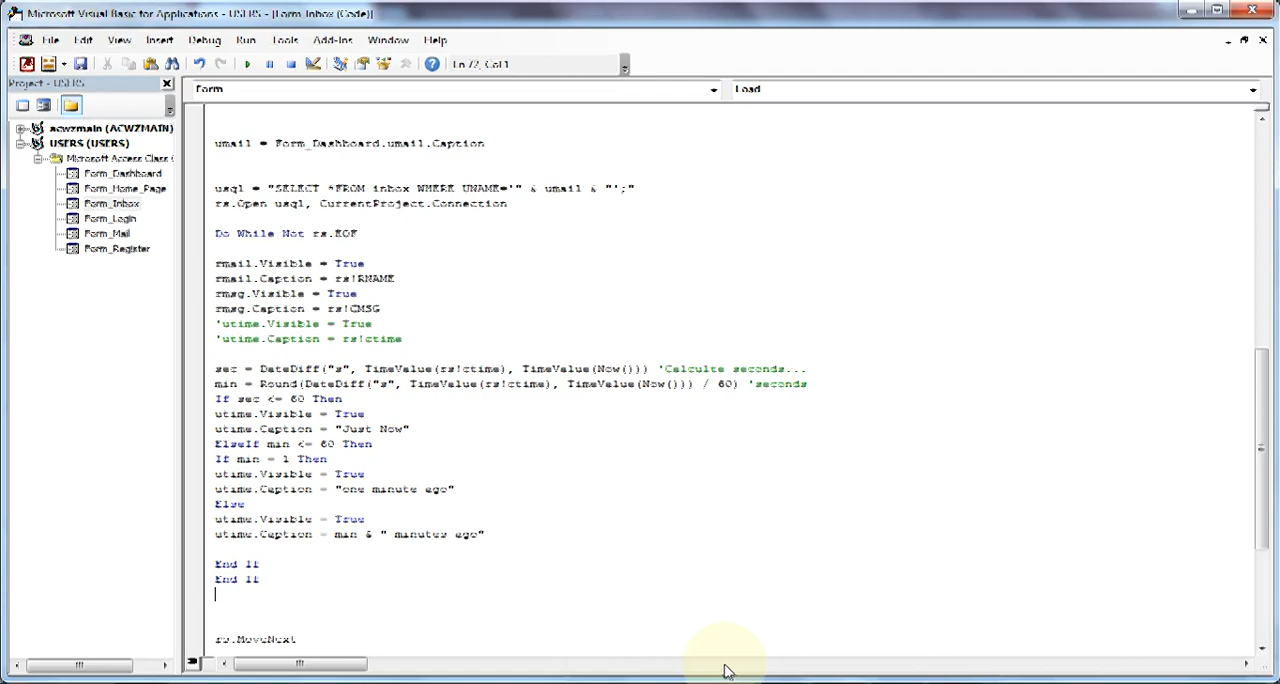 Microsoft Visual Basic for Applications - USERS - [Form_Inbox (Code)]
File Edit View Insert Debug Run Tools Add-Ins Window Help
Ln 72, Col 1
Project - USERS
Form
Load
acwzmain (ACWZMAIN)
USERS (USERS)
Microsoft Access Class
Form_Dashboard
Form_Home_Page
Form_Inbox
Form_Login
Form_Mail
Form_Register
umail = Form_Dashboard.umail.Caption
usql = "SELECT *FROM inbox WHERE UNAME='" & umail & "';"
rs.Open usql, CurrentProject.Connection
Do While Not rs.EOF
rmail.Visible = True
rmail.Caption = rs!RNAME
rmsg.Visible = True
rmsg.Caption = rs!CMSG
'utime.Visible = True
'utime.Caption = rs!ctime
sec = DateDiff("s", TimeValue(rs!ctime), TimeValue(Now())) 'Calculte seconds...
min = Round(DateDiff("s", TimeValue(rs!ctime), TimeValue(Now())) / 60) 'seconds
If sec <= 60 Then
utime.Visible = True
utime.Caption = "Just Now"
ElseIf min <= 60 Then
If min = 1 Then
utime.Visible = True
utime.Caption = "one minute ago"
Else
utime.Visible = True
utime.Caption = min & " minutes ago"
End If
End If
rs.MoveNext